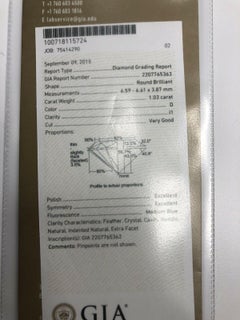 T +1 760 603 4500
F +1 760 603 1814
E labservice@gia.edu
100718115724
JOB: 75414290
02
September 09, 2015
Report Type Diamond Grading Report
GIA Report Number 2207765363
Shape Round Brilliant
Measurements 6.59 - 6.61 x 3.87 mm
Carat Weight 1.03 carat
Color D
Clarity I1
Cut Very Good
Proportions:
Profile to actual proportions.
Polish Excellent
Symmetry Excellent
Fluorescence Medium Blue
Clarity Characteristics: Feather, Crystal, Cavity, Needle,
Natural, Indented Natural, Extra Facet
Inscription(s): GIA 2207765363
Comments: Pinpoints are not shown.
GIA